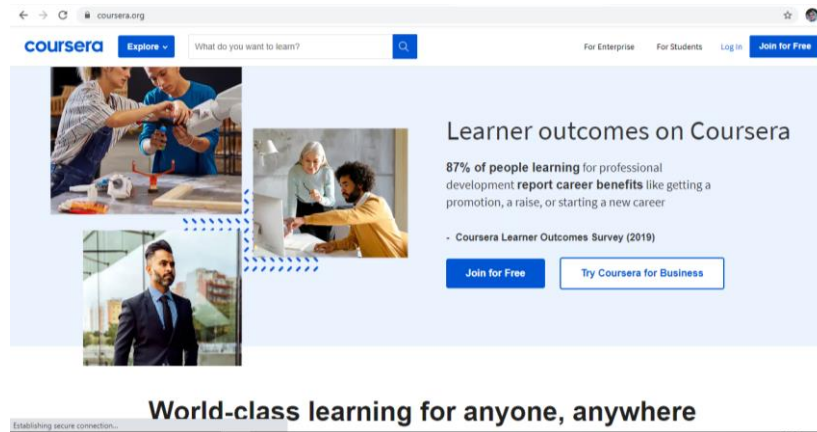 coursera.org
coursera Explore What do you want to learn? For Enterprise For Students Log In Join for Free
Learner outcomes on Coursera
87% of people learning for professional
development report career benefits like getting a
promotion, a raise, or starting a new career
- Coursera Learner Outcomes Survey (2019)
Join for Free Try Coursera for Business
World-class learning for anyone, anywhere
Establishing secure connection...